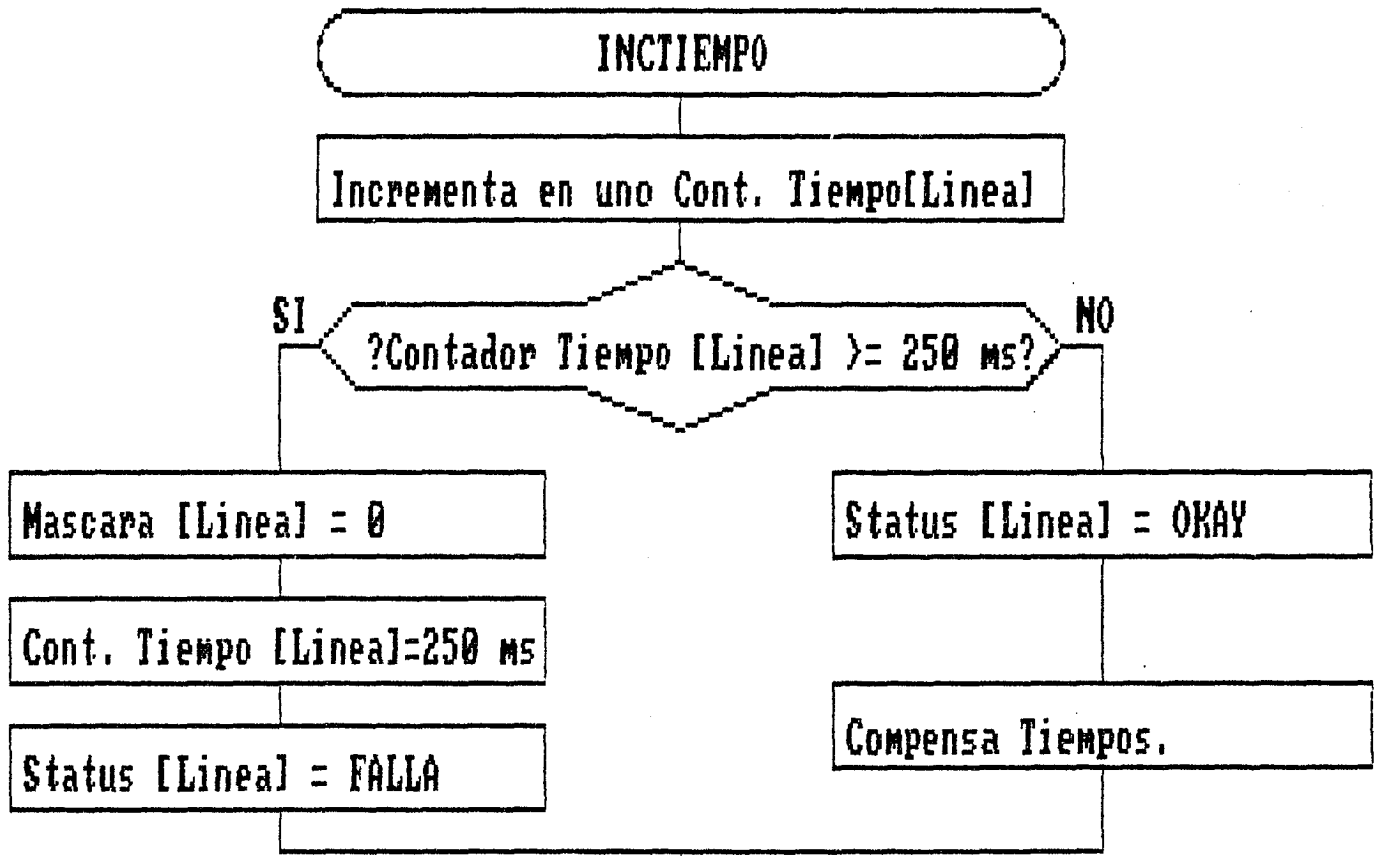 INCTIEMPO
Incrementa en uno Cont. Tiempo[Linea]
SI
NO
?Contador Tiempo [Linea] >= 250 ms?
Mascara [Linea] = 0
Status [Linea] = OKAY
Cont. Tiempo [Linea]=250 ms
Compensa Tiempos.
Status [Linea] = FALLA